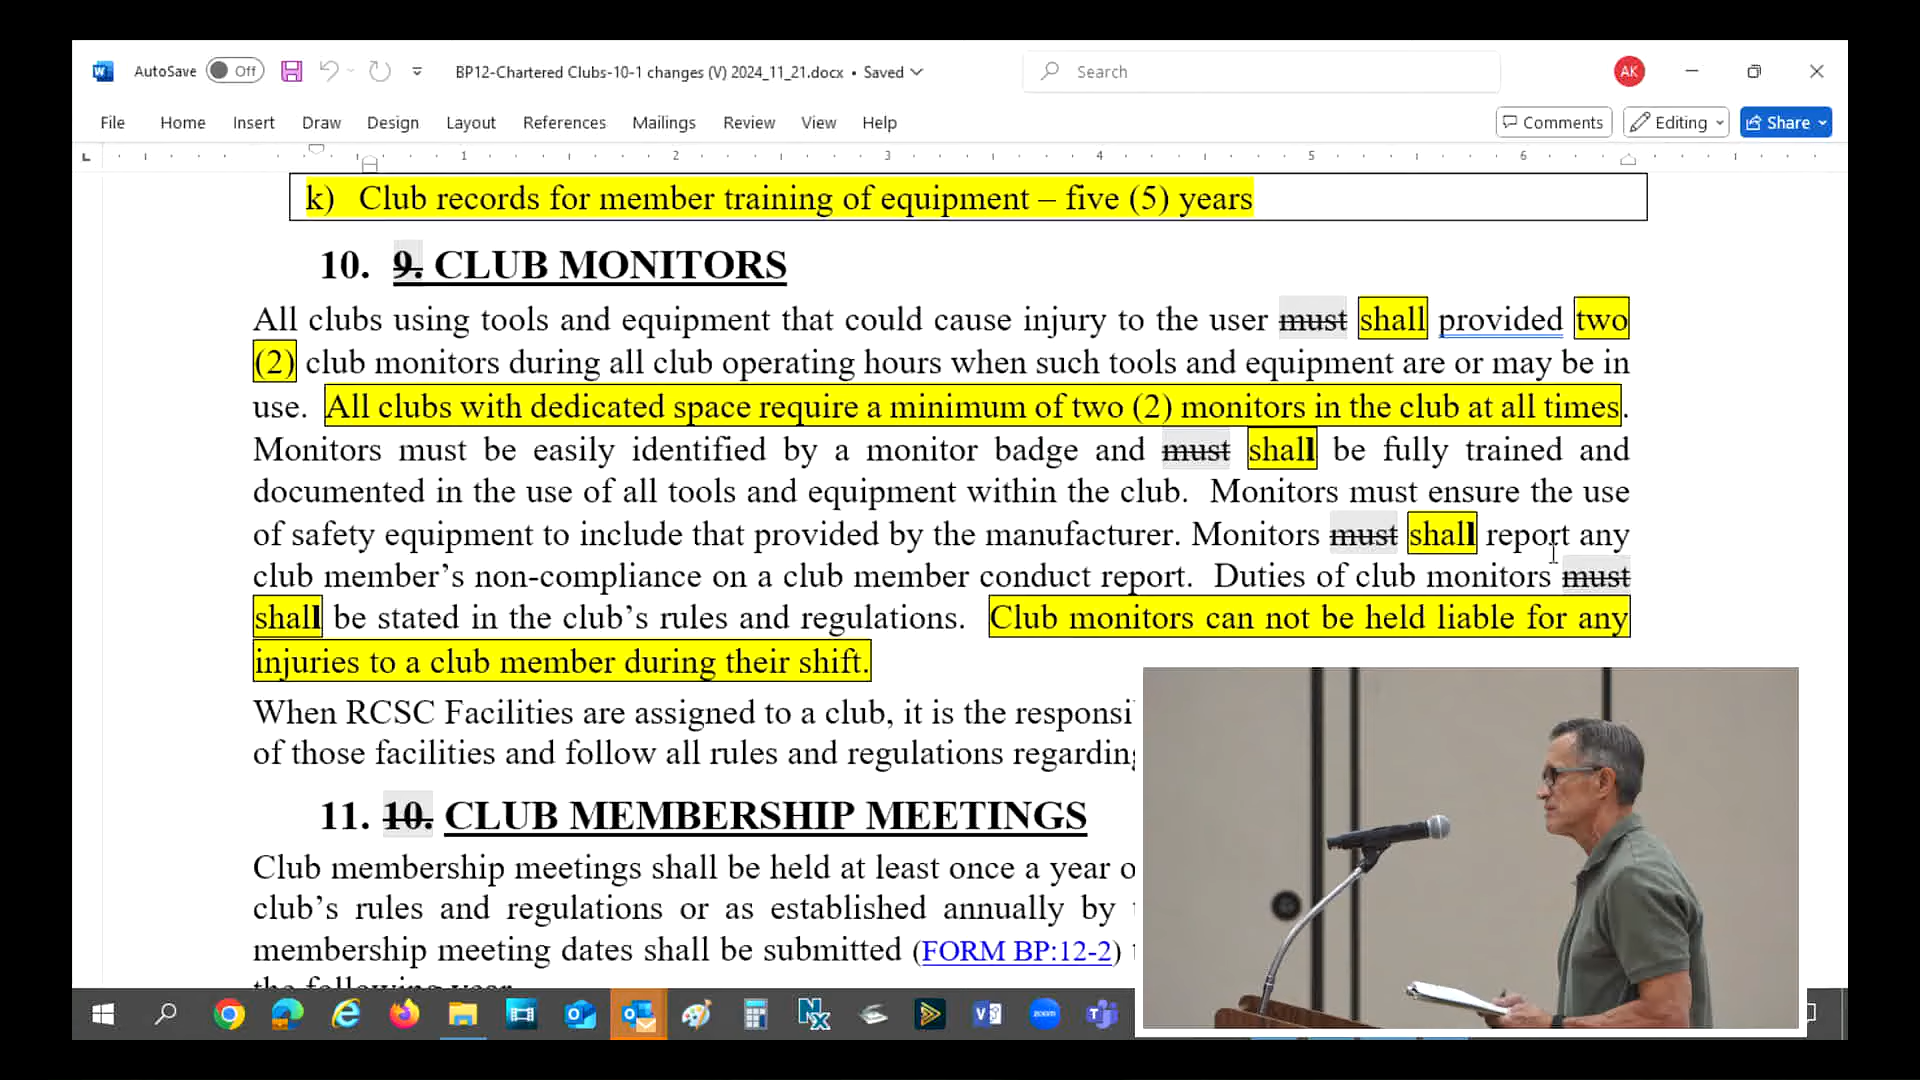 AutoSave Off BP12-Chartered Clubs-10-1 changes (V) 2024_11_21.docx • Saved Search AK
File Home Insert Draw Design Layout References Mailings Review View Help Comments Editing Share
1 2 3 4 5 6
k) Club records for member training of equipment – five (5) years
10. 9. CLUB MONITORS
All clubs using tools and equipment that could cause injury to the user must shall provided two
(2) club monitors during all club operating hours when such tools and equipment are or may be in
use. All clubs with dedicated space require a minimum of two (2) monitors in the club at all times.
Monitors must be easily identified by a monitor badge and must shall be fully trained and
documented in the use of all tools and equipment within the club. Monitors must ensure the use
of safety equipment to include that provided by the manufacturer. Monitors must shall report any
club member’s non-compliance on a club member conduct report. Duties of club monitors must
shall be stated in the club’s rules and regulations. Club monitors can not be held liable for any
injuries to a club member during their shift.
When RCSC Facilities are assigned to a club, it is the responsi
of those facilities and follow all rules and regulations regarding
11. 10. CLUB MEMBERSHIP MEETINGS
Club membership meetings shall be held at least once a year o
club’s rules and regulations or as established annually by
membership meeting dates shall be submitted (FORM BP:12-2)
the following year
zoom